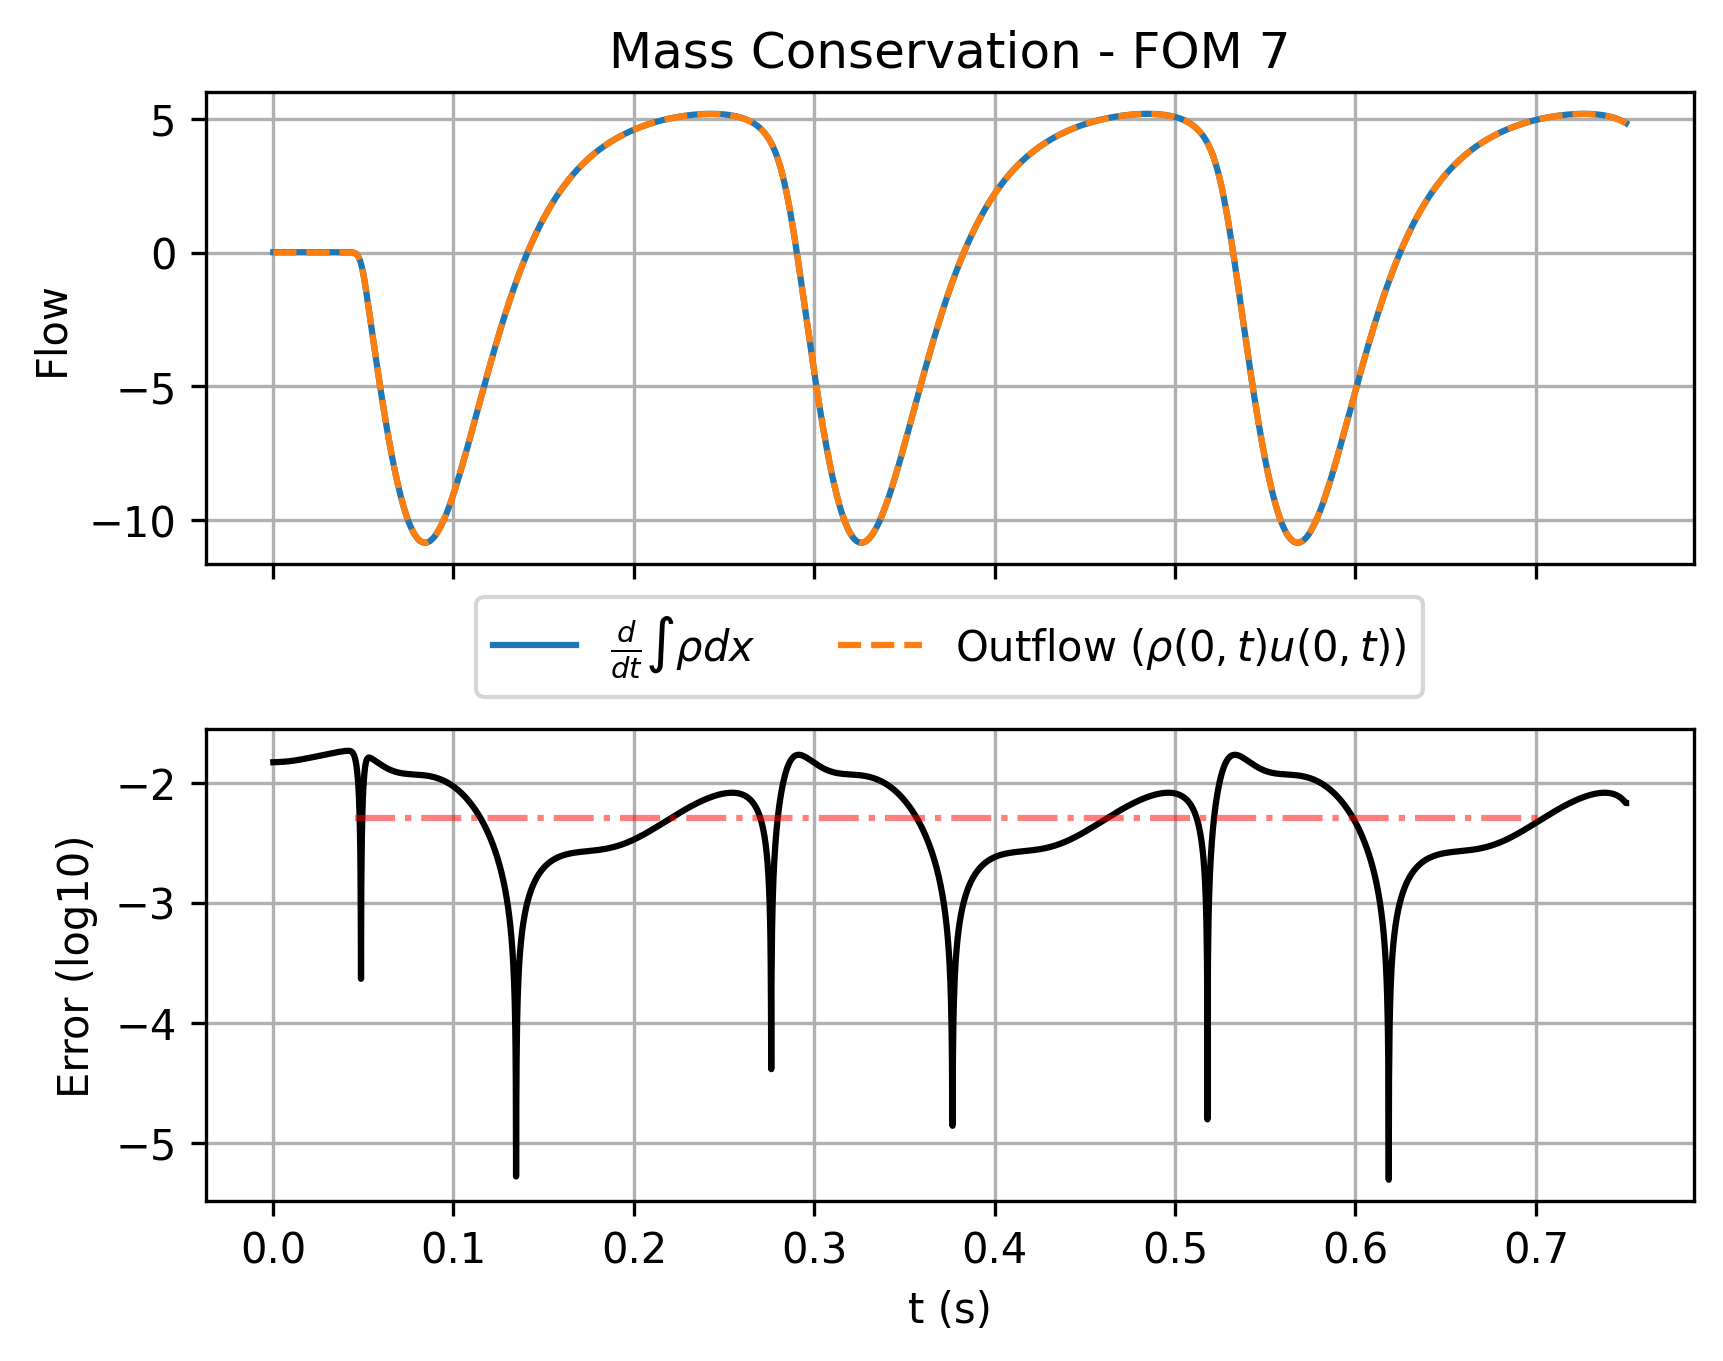 Mass Conservation - FOM 7
5
0
−5
−10
Flow
d/dt ∫ρdx
Outflow (ρ(0, t)u(0, t))
−2
−3
−4
−5
Error (log10)
0.0 0.1 0.2 0.3 0.4 0.5 0.6 0.7
t (s)